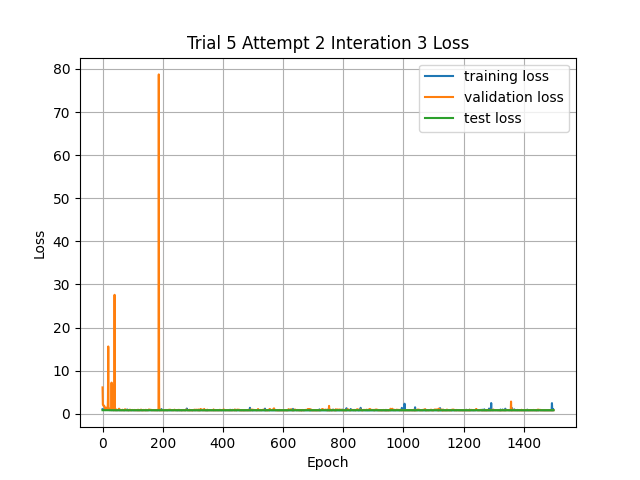 Trial 5 Attempt 2 Interation 3 Loss
training loss
validation loss
test loss
80
70
60
50
40
30
20
10
0
Loss
0 200 400 600 800 1000 1200 1400
Epoch